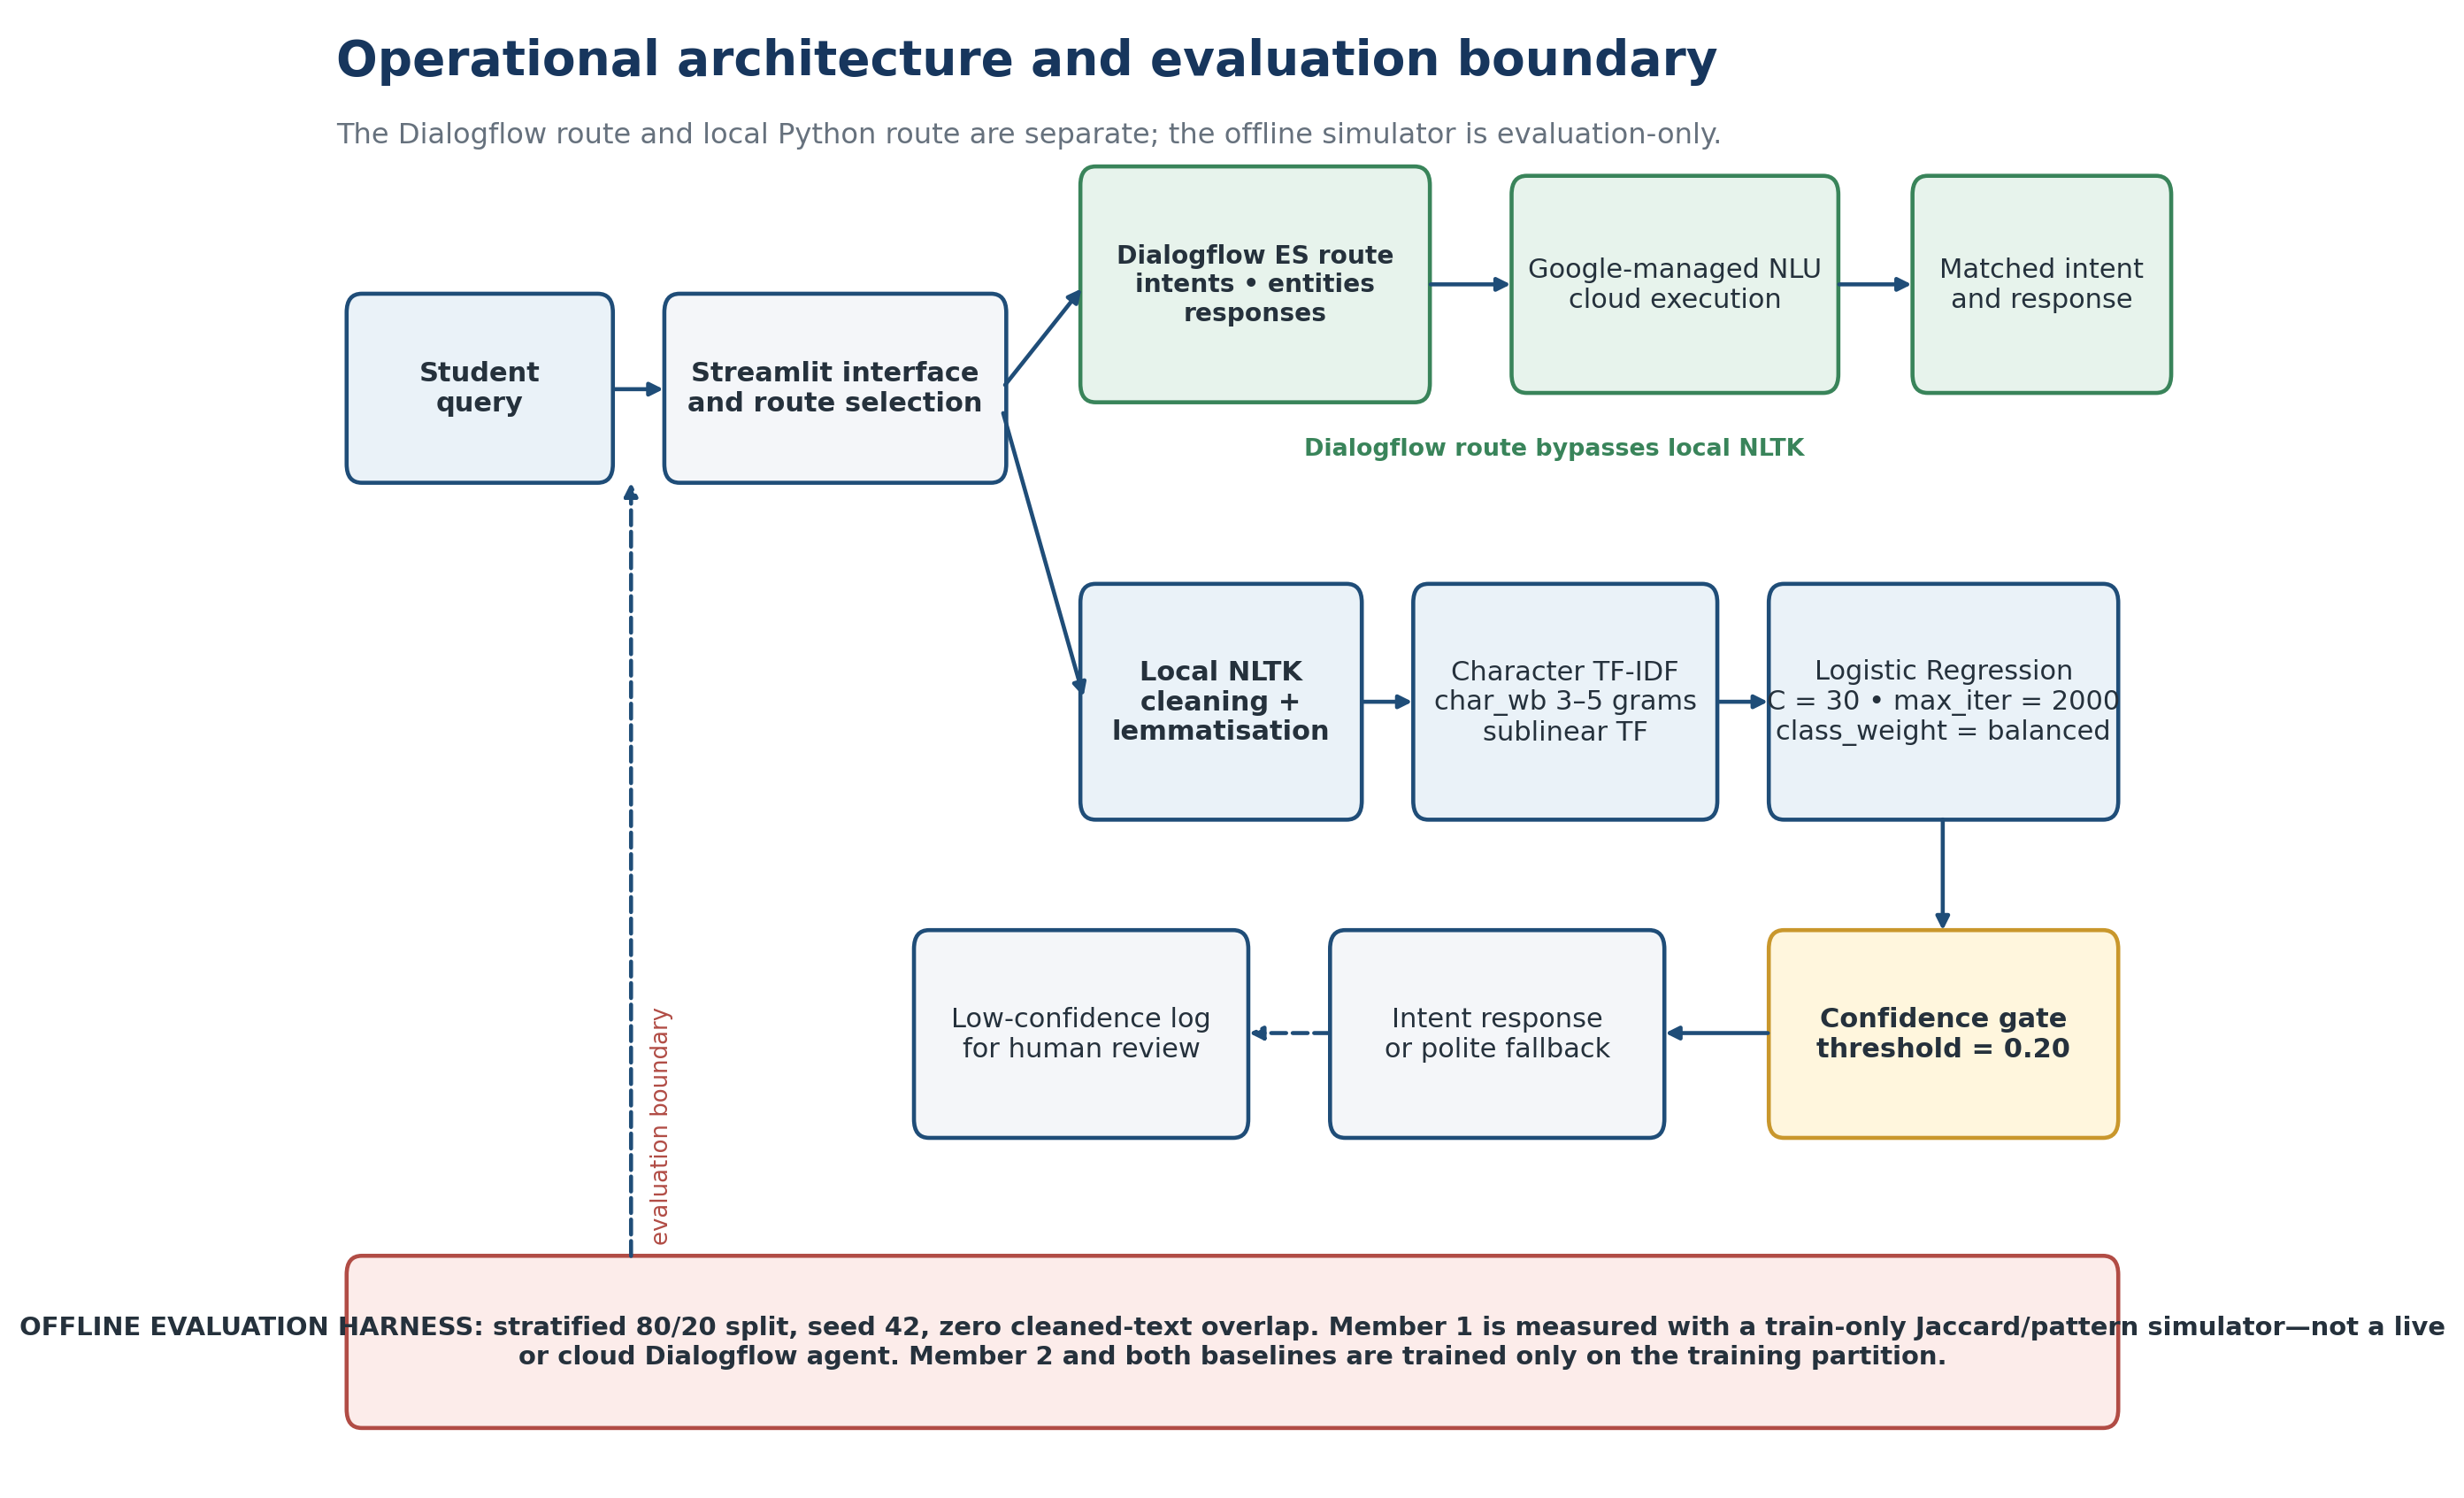 Operational architecture and evaluation boundary
The Dialogflow route and local Python route are separate; the offline simulator is evaluation-only.
Student
query
Streamlit interface
and route selection
Dialogflow ES route
intents • entities
responses
Google-managed NLU
cloud execution
Matched intent
and response
Dialogflow route bypasses local NLTK
Local NLTK
cleaning +
lemmatisation
Character TF-IDF
char_wb 3–5 grams
sublinear TF
Logistic Regression
C = 30 • max_iter = 2000
class_weight = balanced
Low-confidence log
for human review
Intent response
or polite fallback
Confidence gate
threshold = 0.20
evaluation boundary
OFFLINE EVALUATION HARNESS: stratified 80/20 split, seed 42, zero cleaned-text overlap. Member 1 is measured with a train-only Jaccard/pattern simulator—not a live
or cloud Dialogflow agent. Member 2 and both baselines are trained only on the training partition.